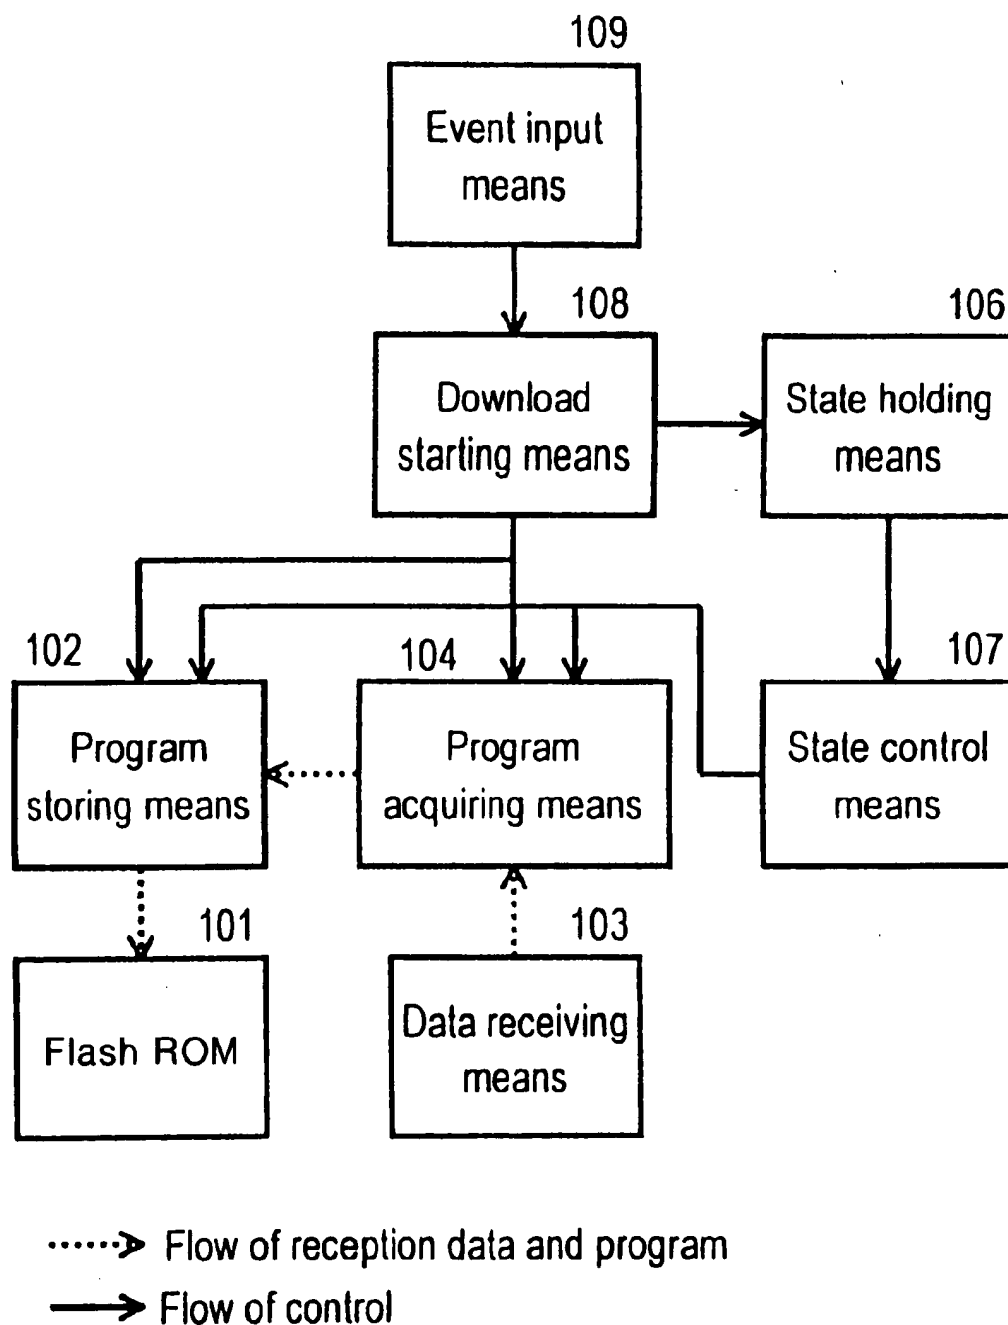 109
Event input
means
108
Download
starting means
106
State holding
means
102
Program
storing means
104
Program
acquiring means
107
State control
means
101
Flash ROM
103
Data receiving
means
Flow of reception data and program
Flow of control